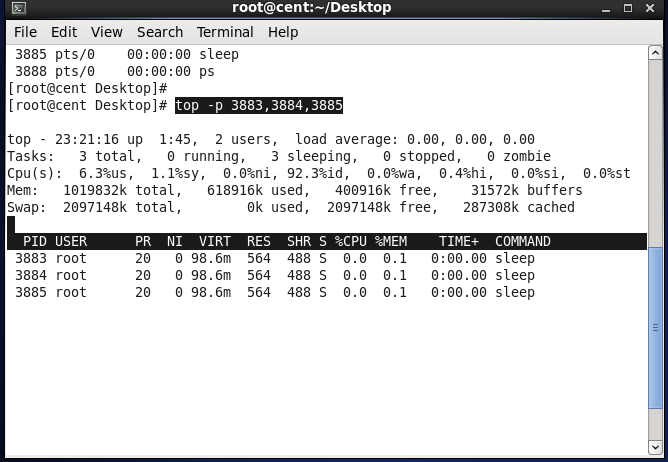 root@cent:~/Desktop
File Edit View Search Terminal Help
 3885 pts/0    00:00:00 sleep
 3888 pts/0    00:00:00 ps
[root@cent Desktop]#
[root@cent Desktop]# top -p 3883,3884,3885
top - 23:21:16 up  1:45,  2 users,  load average: 0.00, 0.00, 0.00
Tasks:   3 total,   0 running,   3 sleeping,   0 stopped,   0 zombie
Cpu(s):  6.3%us,  1.1%sy,  0.0%ni, 92.3%id,  0.0%wa,  0.4%hi,  0.0%si,  0.0%st
Mem:   1019832k total,   618916k used,   400916k free,    31572k buffers
Swap:  2097148k total,        0k used,  2097148k free,   287308k cached
  PID USER      PR  NI  VIRT  RES  SHR S %CPU %MEM    TIME+  COMMAND
 3883 root      20   0 98.6m  564  488 S  0.0  0.1   0:00.00 sleep
 3884 root      20   0 98.6m  564  488 S  0.0  0.1   0:00.00 sleep
 3885 root      20   0 98.6m  564  488 S  0.0  0.1   0:00.00 sleep